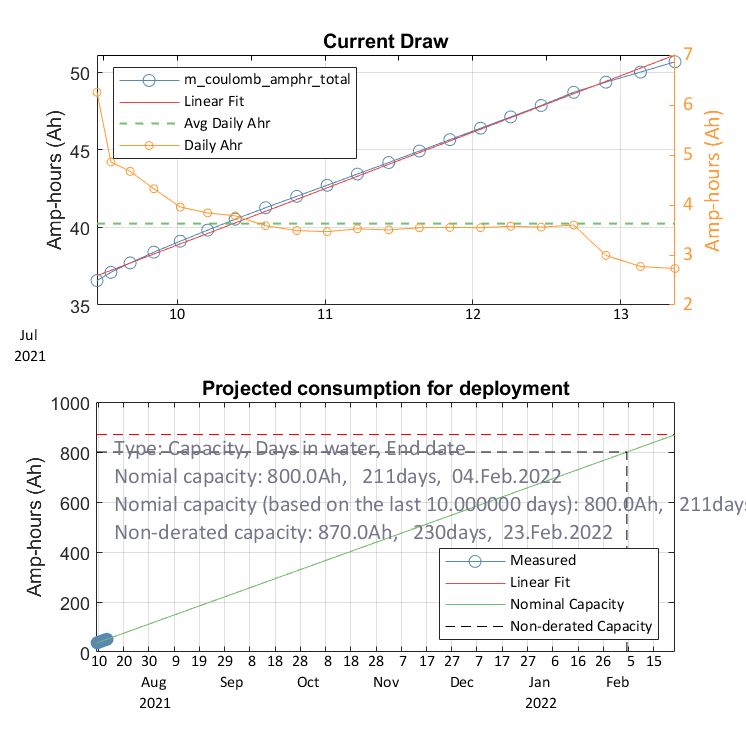 Current Draw
50
45
40
35
Amp-hours (Ah)
m_coulomb_amphr_total
Linear Fit
Avg Daily Ahr
Daily Ahr
7
6
5
4
3
2
Amp-hours (Ah)
10 11 12 13
Jul
2021
Projected consumption for deployment
1000
800
600
400
200
0
Amp-hours (Ah)
Type: Capacity, Days in water, End date
Nomial capacity: 800.0Ah, 211days, 04.Feb.2022
Nomial capacity (based on the last 10.000000 days): 800.0Ah, 211days
Non-derated capacity: 870.0Ah, 230days, 23.Feb.2022
Measured
Linear Fit
Nominal Capacity
Non-derated Capacity
10 20 30 9 19 29 8 18 28 8 18 28 7 17 27 7 17 27 6 16 26 5 15
Aug Sep Oct Nov Dec Jan Feb
2021 2022